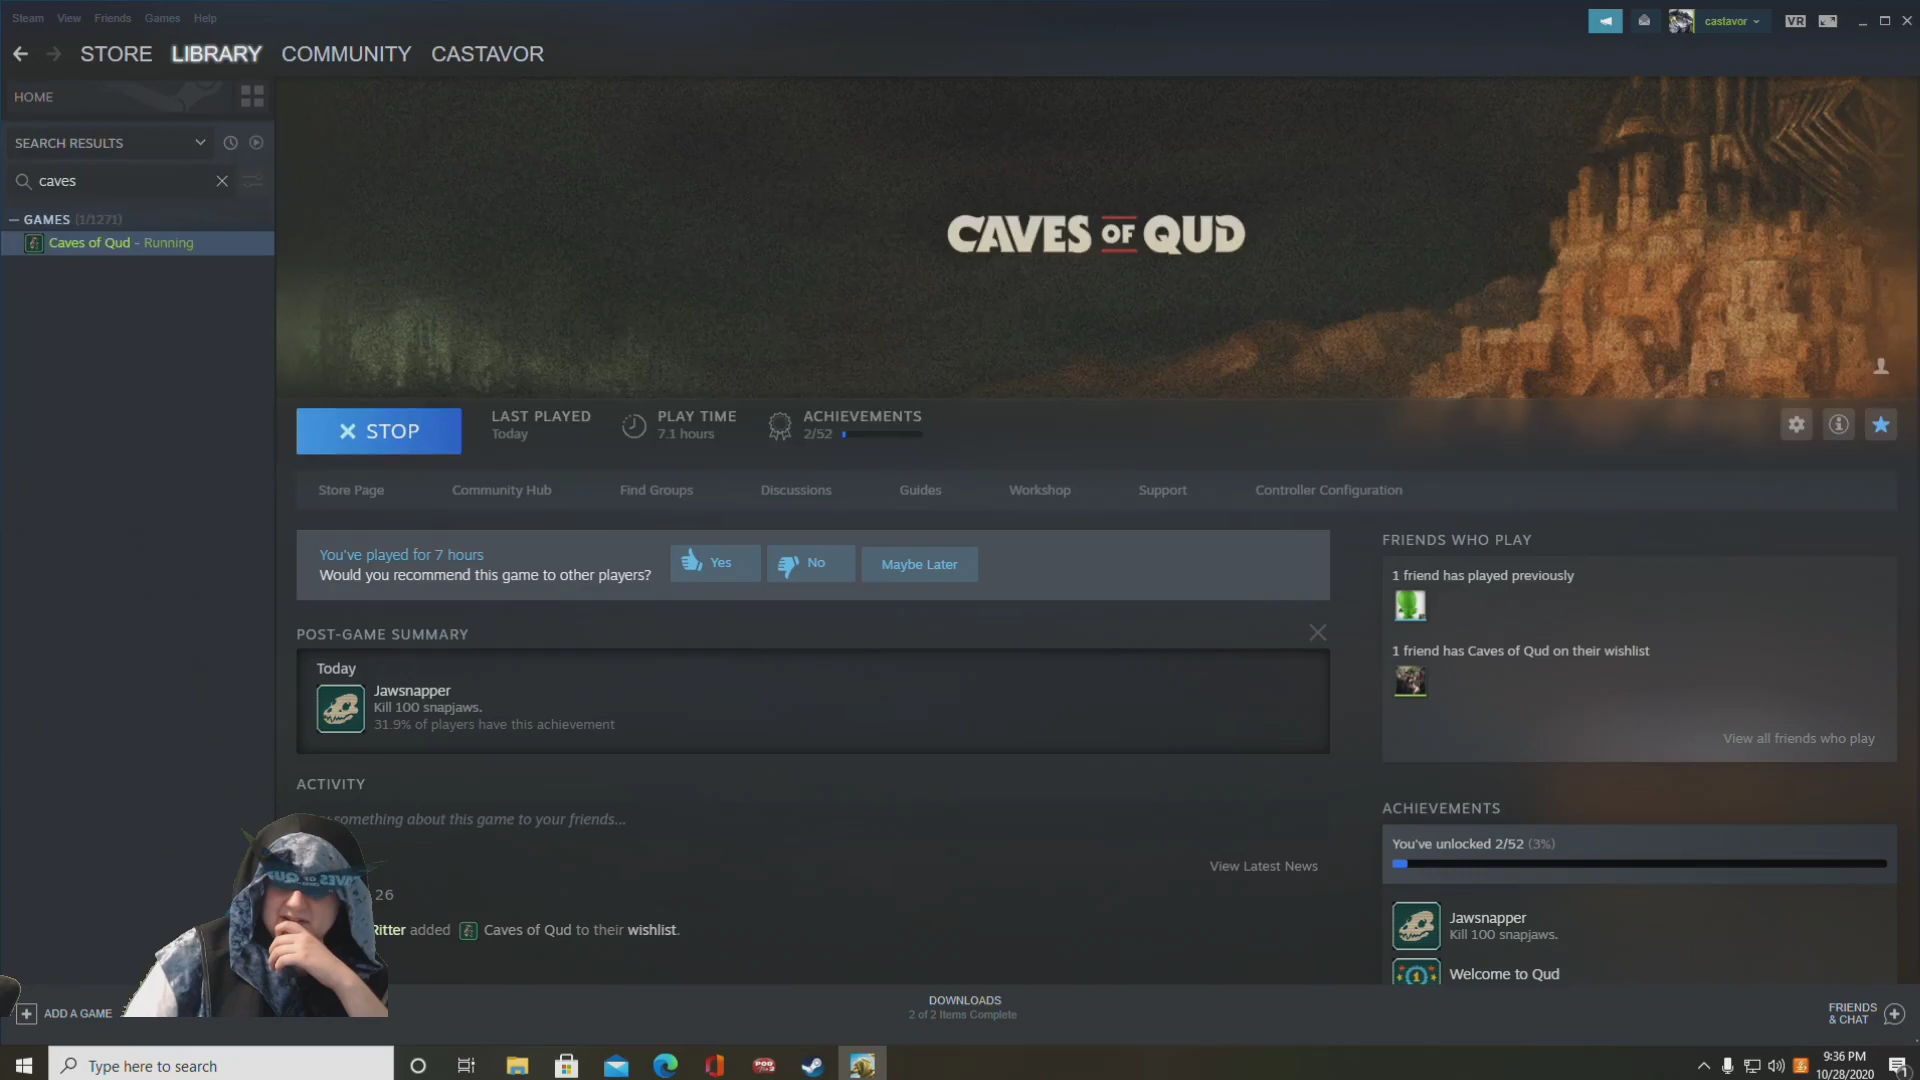 Steam View Friends Games Help
castavor
VR
STORE LIBRARY COMMUNITY CASTAVOR
HOME
SEARCH RESULTS
caves
GAMES (1/1271)
Caves of Qud - Running
CAVES OF QUD
STOP
LAST PLAYED
Today
PLAY TIME
7.1 hours
ACHIEVEMENTS
2/52
Store Page Community Hub Find Groups Discussions Guides Workshop Support Controller Configuration
You've played for 7 hours
Would you recommend this game to other players?
Yes No Maybe Later
FRIENDS WHO PLAY
1 friend has played previously
1 friend has Caves of Qud on their wishlist
View all friends who play
POST-GAME SUMMARY
Today
Jawsnapper
Kill 100 snapjaws.
31.9% of players have this achievement
ACTIVITY
something about this game to your friends...
View Latest News
26
Ritter added Caves of Qud to their wishlist.
ACHIEVEMENTS
You've unlocked 2/52 (3%)
Jawsnapper
Kill 100 snapjaws.
Welcome to Qud
ADD A GAME
DOWNLOADS
2 of 2 Items Complete
FRIENDS
& CHAT
Type here to search
9:36 PM
10/28/2020